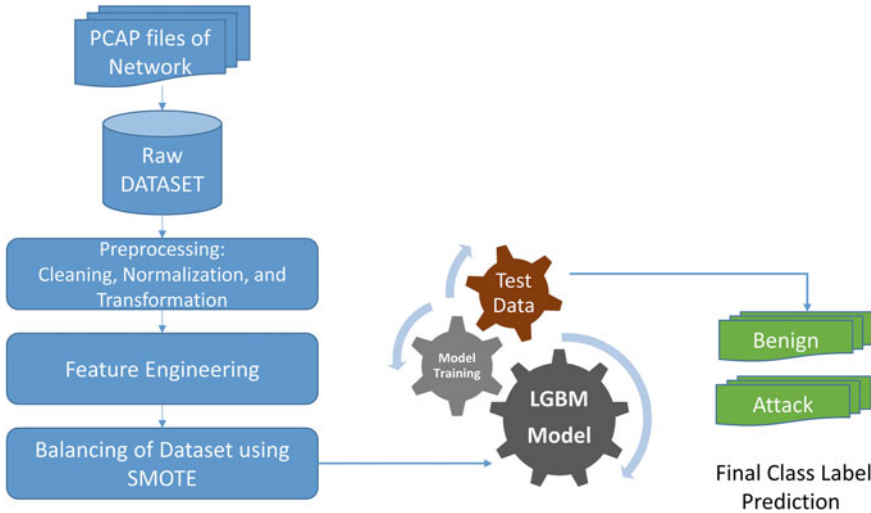 PCAP files of
Network
Raw
DATASET
Preprocessing:
Cleaning, Normalization, and
Transformation
Feature Engineering
Balancing of Dataset using
SMOTE
Test
Data
Model
Training
LGBM
Model
Benign
Attack
Final Class Label
Prediction